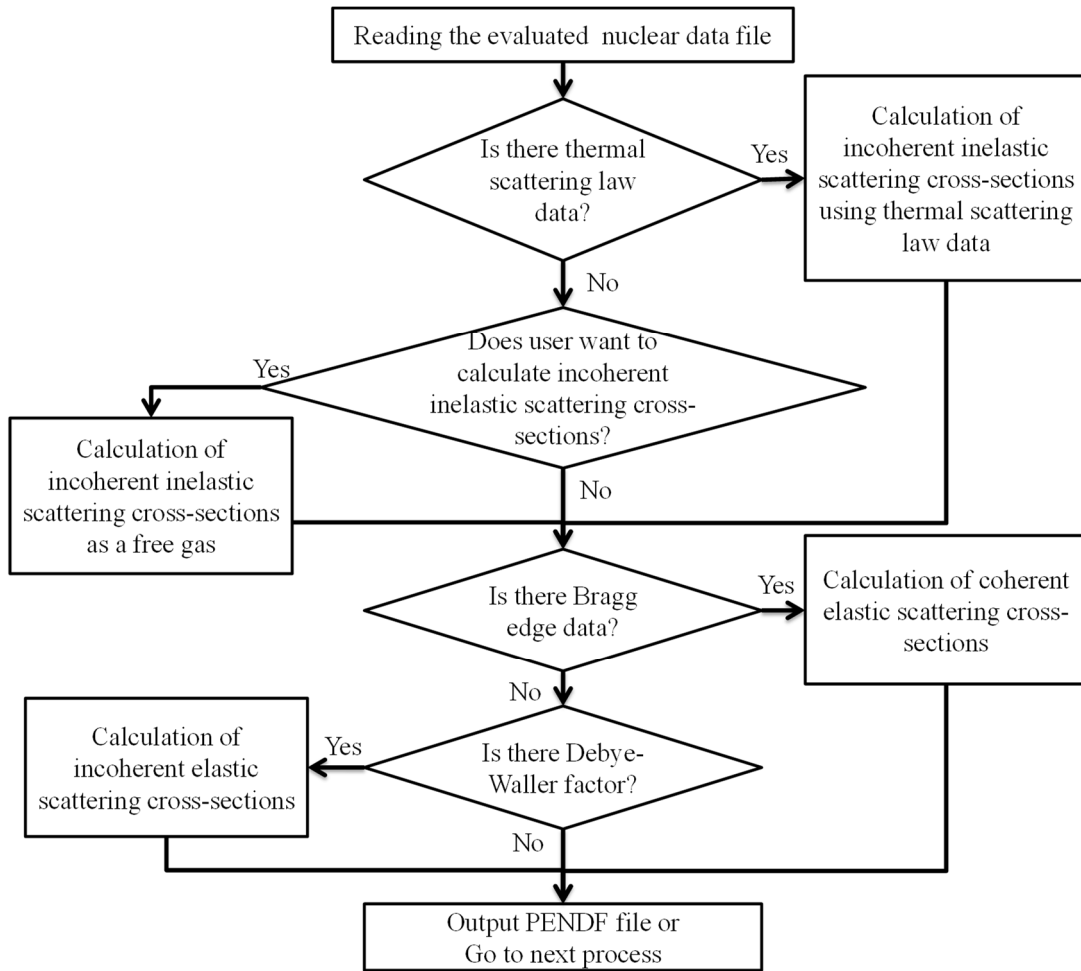 Reading the evaluated nuclear data file
Is there thermal
scattering law
data?
Yes
Calculation of
incoherent inelastic
scattering cross-sections
using thermal scattering
law data
No
Does user want to
calculate incoherent
inelastic scattering cross-
sections?
Yes
Calculation of
incoherent inelastic
scattering cross-sections
as a free gas
No
Is there Bragg
edge data?
Yes
Calculation of coherent
elastic scattering cross-
sections
No
Is there Debye-
Waller factor?
Yes
Calculation of
incoherent elastic
scattering cross-sections
No
Output PENDF file or
Go to next process